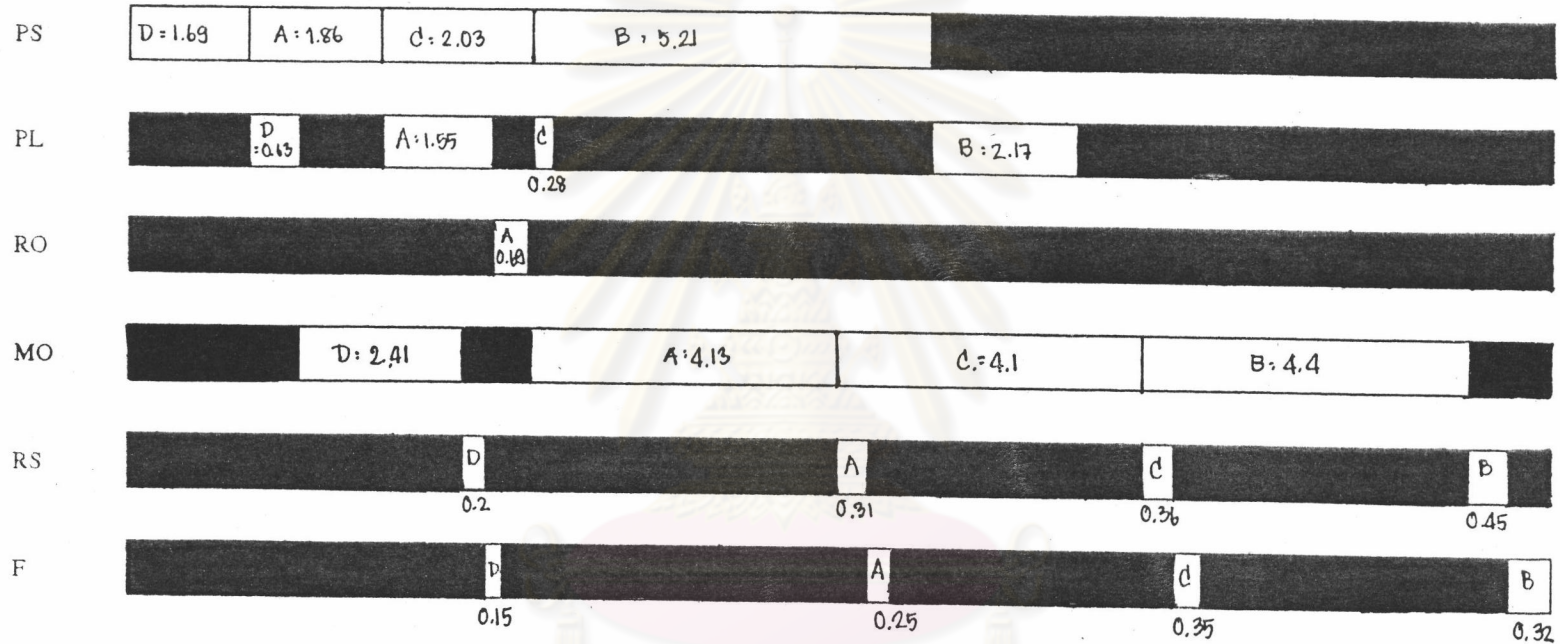 PS D=1.69 A:1.86 C:2.03 B:5.21
PL D=0.63 A:1.55 C B:2.17
0.28
RO A 0.69
MO D:2.41 A:4.13 C:4.1 B:4.4
RS D A C B
0.2 0.31 0.36 0.45
F D A C B
0.15 0.25 0.35 0.32